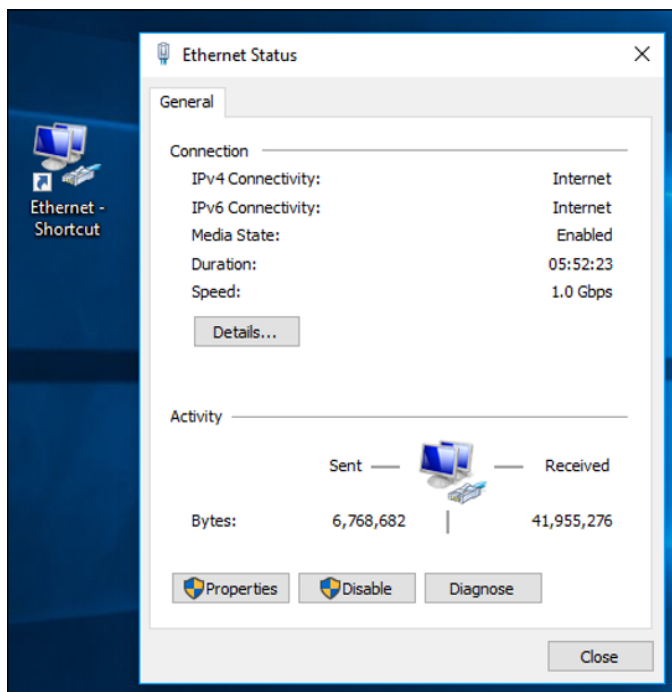 Ethernet Status
General
Ethernet -
Shortcut
Connection
IPv4 Connectivity: Internet
IPv6 Connectivity: Internet
Media State: Enabled
Duration: 05:52:23
Speed: 1.0 Gbps
Details...
Activity
Sent Received
Bytes: 6,768,682 41,955,276
Properties Disable Diagnose
Close